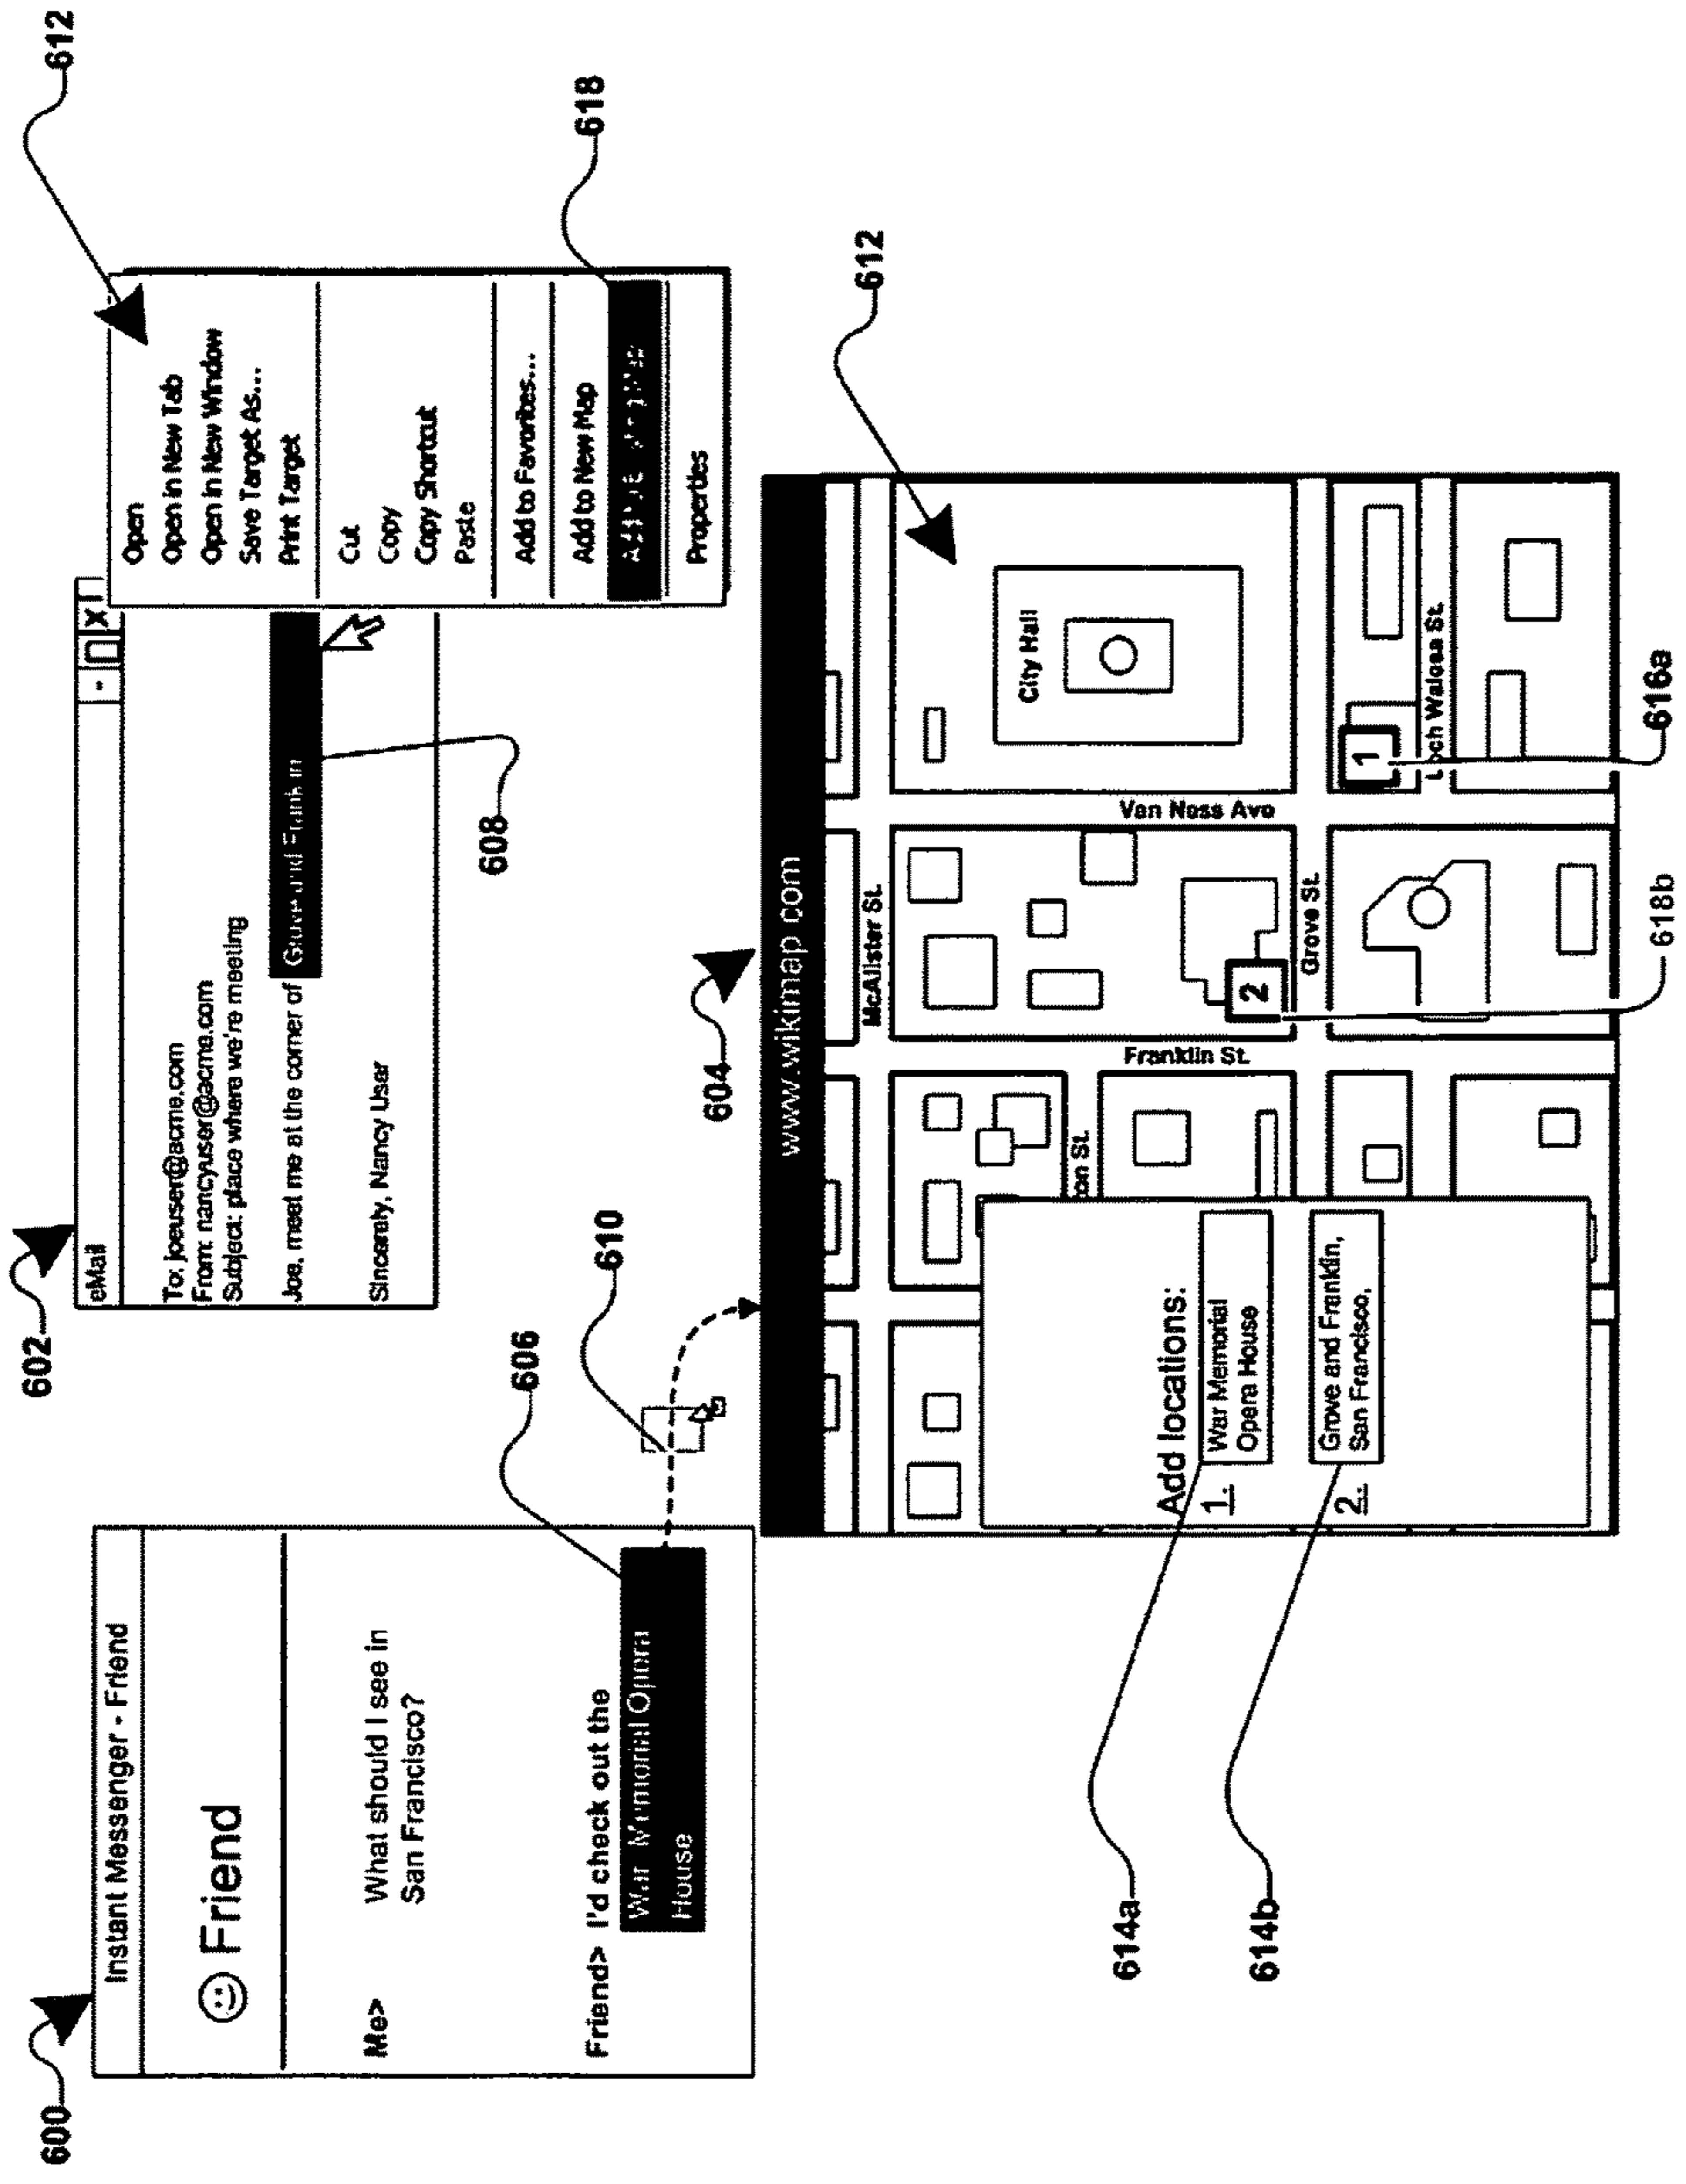 600
Instant Messenger - Friend
Friend
Me> What should I see in
San Francisco?
Friend> I'd check out the
War Memorial Opera
House
606
610
602
eMail
- X
To: joeuser@acme.com
From: nancyuser@acme.com
Subject: place where we're meeting
Joe, meet me at the corner of Grove and Franklin
Sincerely, Nancy User
608
612
Open
Open in New Tab
Open in New Window
Save Target As...
Print Target
Cut
Copy
Copy Shortcut
Paste
Add to Favorites...
Add to New Map
Properties
618
604
www.wikimap com
McAllster St.
City Hall
612
ton St.
Franklin St.
Van Ness Ave
Grove St.
ch Walesa St.
1
2
Add locations:
1. War Memorial
Opera House
2. Grove and Franklin,
San Francisco,
614a
614b
616a
618b